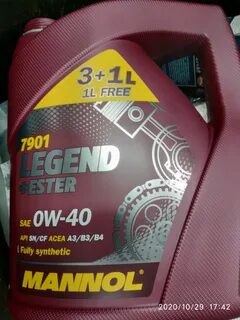 3+1L
1L FREE
7901
LEGEND
+ESTER
SAE 0W-40
API SN/CF ACEA A3/B3/B4
Fully synthetic
MANNOL
2020/10/29 17:42